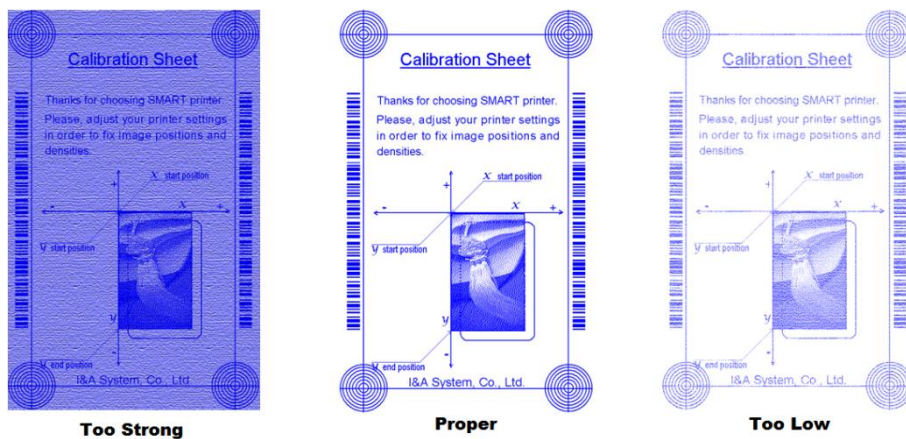 Calibration Sheet
Thanks for choosing SMART printer.
Please, adjust your printer settings
in order to fix image positions and
densities.
+
x start position
- x +
y start position
y
-
y end position
I&A System, Co., Ltd.
Too Strong
Calibration Sheet
Thanks for choosing SMART printer.
Please, adjust your printer settings
in order to fix image positions and
densities.
+
x start position
- x +
y start position
y
-
y end position
I&A System, Co., Ltd.
Proper
Calibration Sheet
Thanks for choosing SMART printer.
Please, adjust your printer settings
in order to fix image positions and
densities.
+
x start position
- x +
y start position
y
-
y end position
I&A System, Co., Ltd.
Too Low